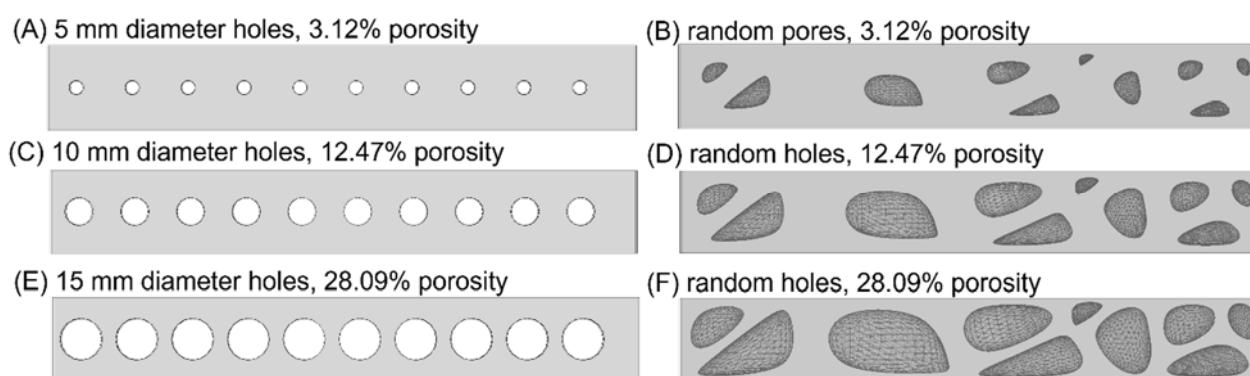 (A) 5 mm diameter holes, 3.12% porosity
(B) random pores, 3.12% porosity
(C) 10 mm diameter holes, 12.47% porosity
(D) random holes, 12.47% porosity
(E) 15 mm diameter holes, 28.09% porosity
(F) random holes, 28.09% porosity